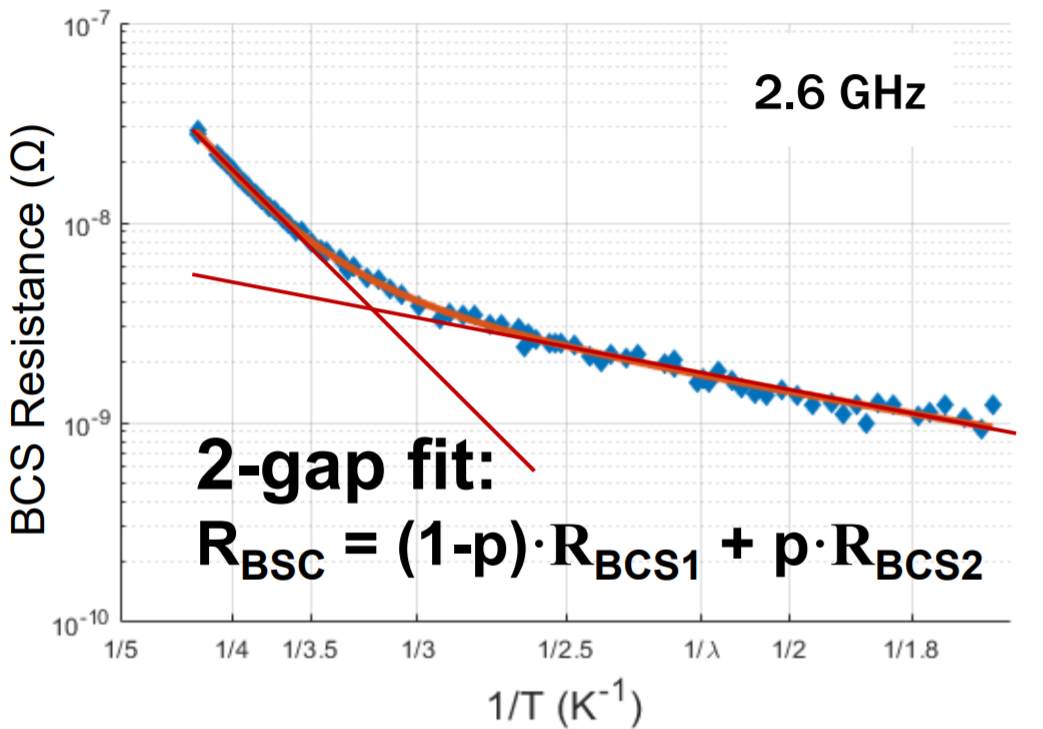 10⁻⁷
2.6 GHz
10⁻⁸
BCS Resistance (Ω)
10⁻⁹
2-gap fit:
R_BSC = (1-p)·R_BCS1 + p·R_BCS2
10⁻¹⁰
1/5 1/4 1/3.5 1/3 1/2.5 1/λ 1/2 1/1.8
1/T (K⁻¹)